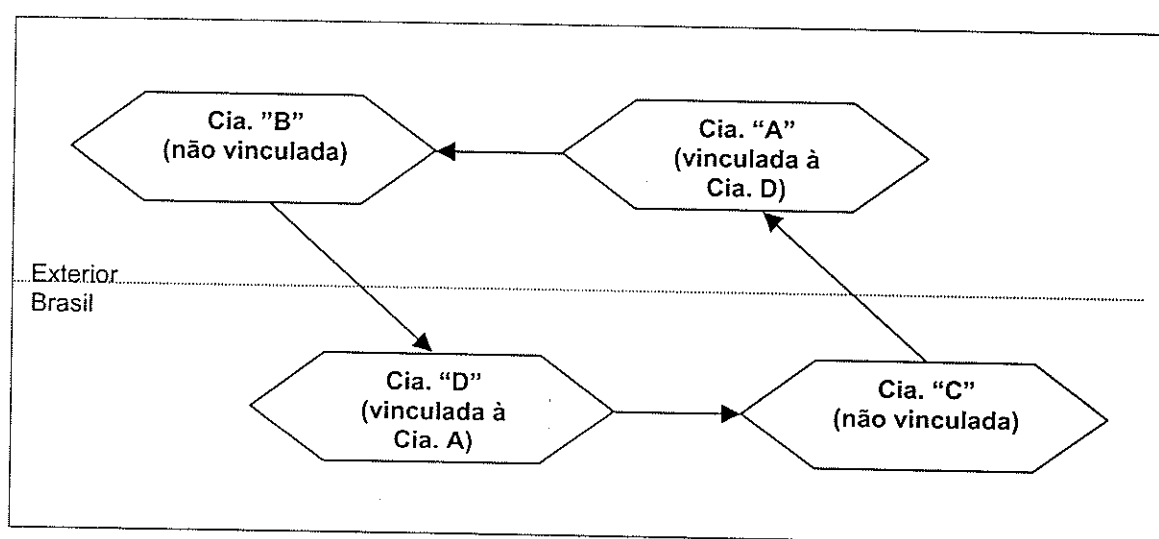 Cia. "B"
(não vinculada)
Cia. "A"
(vinculada à
Cia. D)
Exterior
Brasil
Cia. "D"
(vinculada à
Cia. A)
Cia. "C"
(não vinculada)